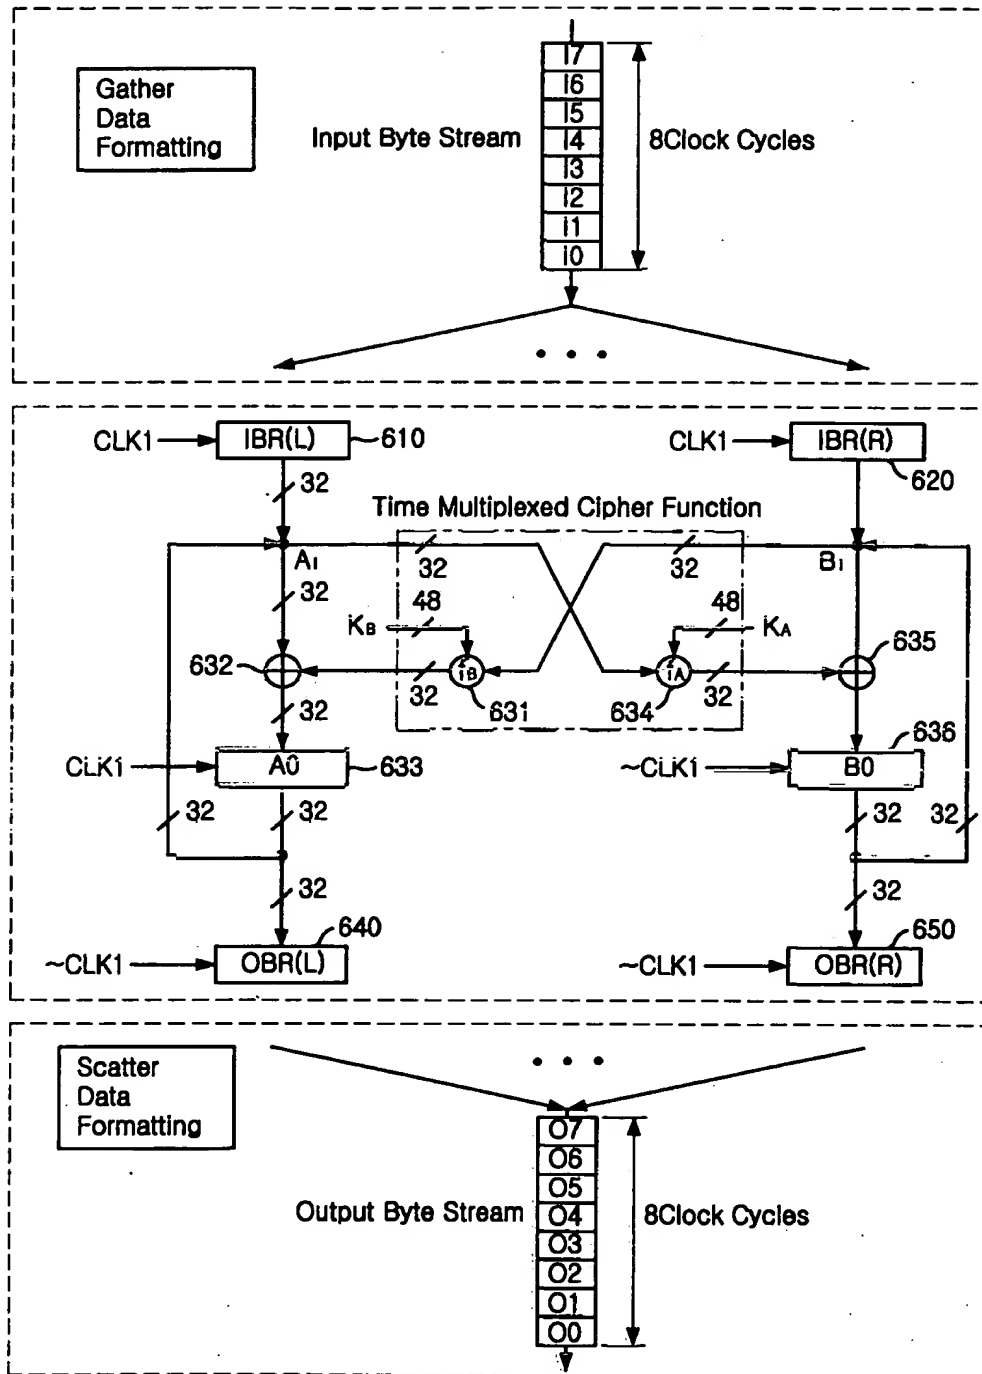 Gather
Data
Formatting
Input Byte Stream
I7
I6
I5
I4
I3
I2
I1
I0
8Clock Cycles
CLK1
IBR(L)
610
CLK1
IBR(R)
620
32
Time Multiplexed Cipher Function
A1
32
32
32
B1
48
KB
48
KA
632
32
fB
631
fA
634
32
635
32
CLK1
A0
633
~CLK1
B0
636
32
32
32
32
32
32
640
650
~CLK1
OBR(L)
~CLK1
OBR(R)
Scatter
Data
Formatting
Output Byte Stream
O7
O6
O5
O4
O3
O2
O1
O0
8Clock Cycles